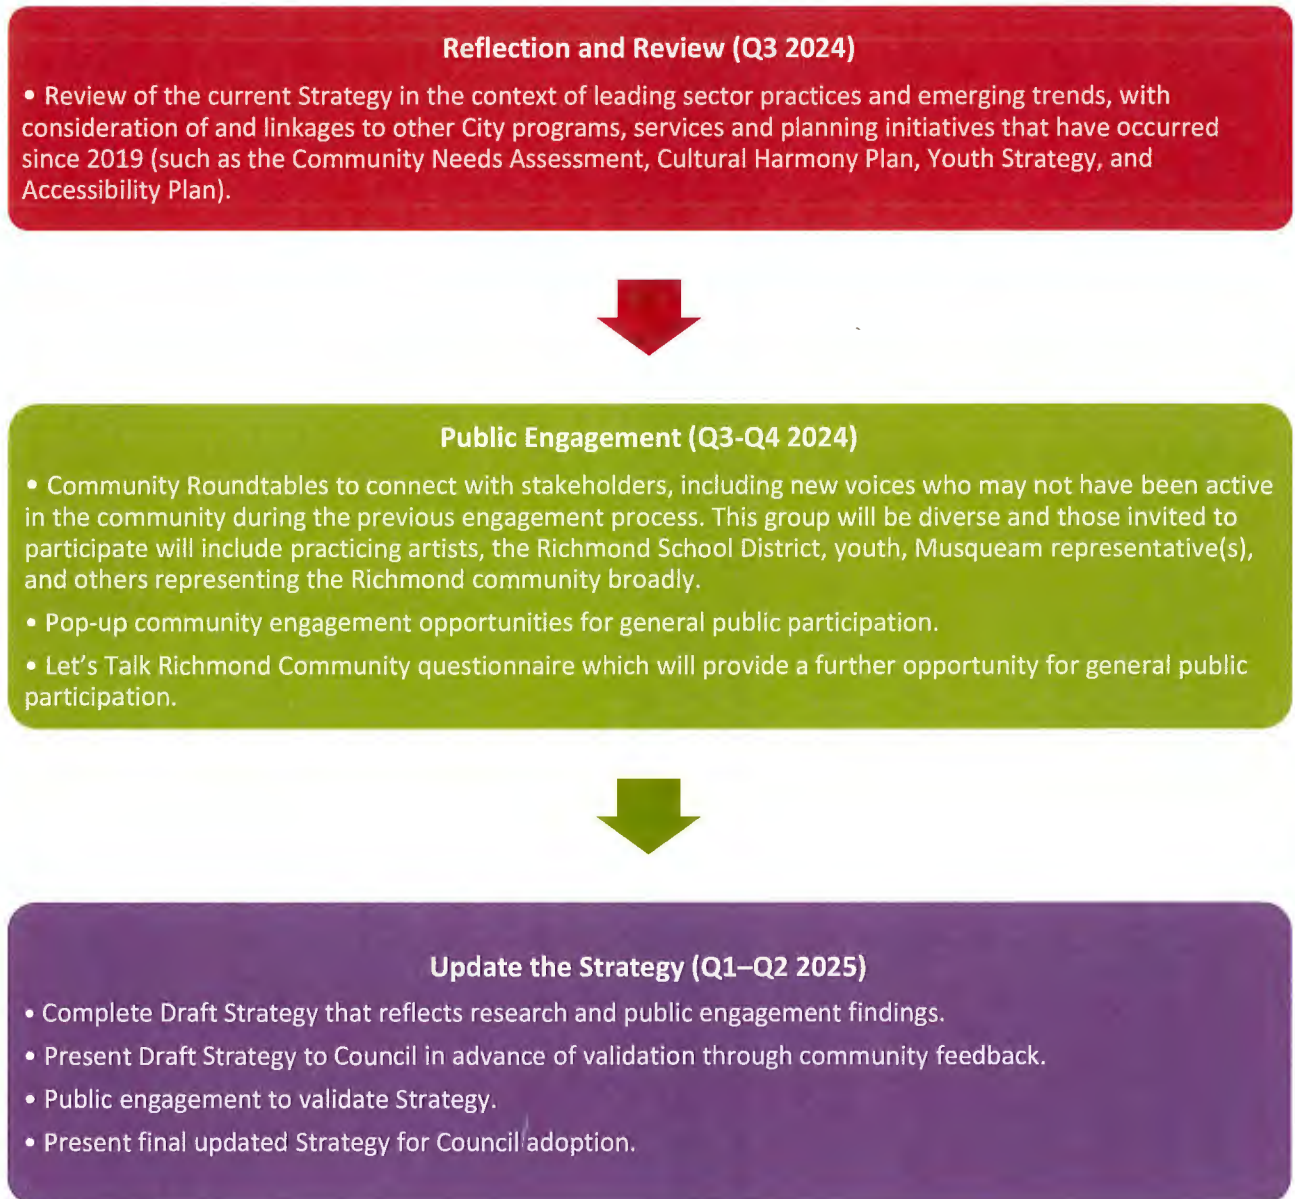 Reflection and Review (Q3 2024)
• Review of the current Strategy in the context of leading sector practices and emerging trends, with
consideration of and linkages to other City programs, services and planning initiatives that have occurred
since 2019 (such as the Community Needs Assessment, Cultural Harmony Plan, Youth Strategy, and
Accessibility Plan).
Public Engagement (Q3-Q4 2024)
• Community Roundtables to connect with stakeholders, including new voices who may not have been active
in the community during the previous engagement process. This group will be diverse and those invited to
participate will include practicing artists, the Richmond School District, youth, Musqueam representative(s),
and others representing the Richmond community broadly.
• Pop-up community engagement opportunities for general public participation.
• Let's Talk Richmond Community questionnaire which will provide a further opportunity for general public
participation.
Update the Strategy (Q1–Q2 2025)
• Complete Draft Strategy that reflects research and public engagement findings.
• Present Draft Strategy to Council in advance of validation through community feedback.
• Public engagement to validate Strategy.
• Present final updated Strategy for Council adoption.